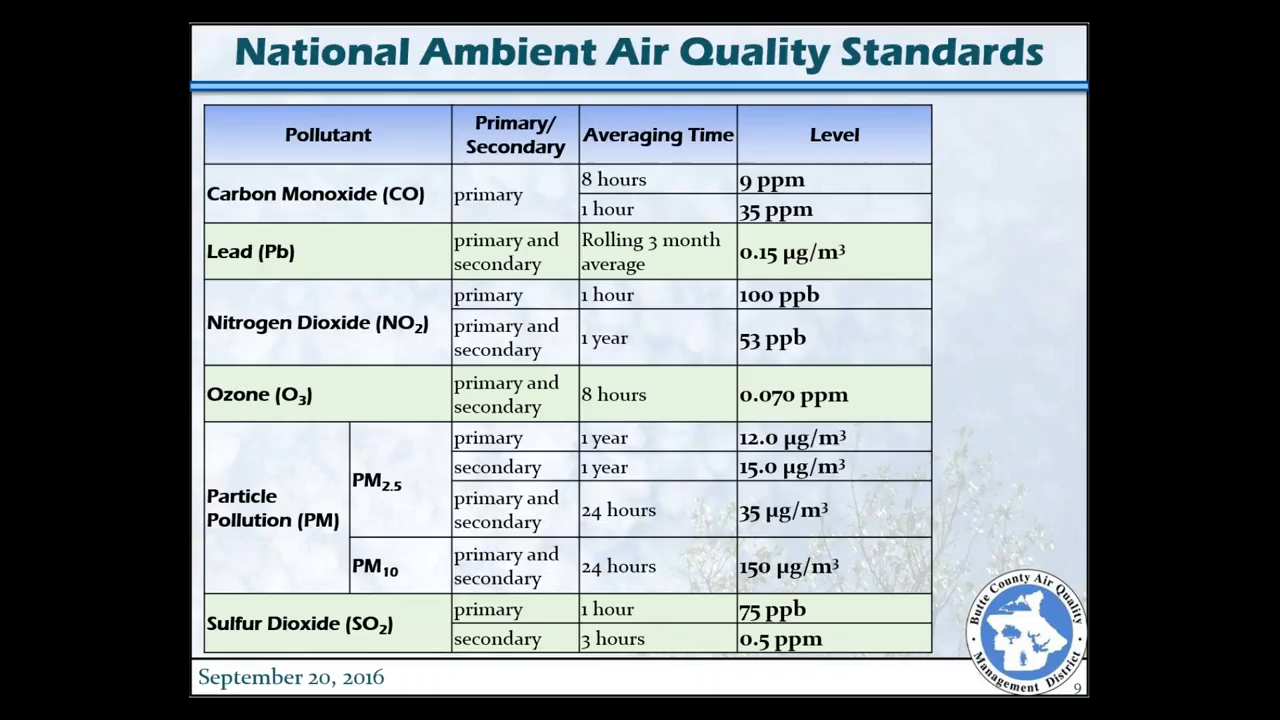 National Ambient Air Quality Standards
Pollutant
Primary/
Secondary
Averaging Time
Level
Carbon Monoxide (CO)
primary
8 hours
9 ppm
1 hour
35 ppm
Lead (Pb)
primary and
secondary
Rolling 3 month
average
0.15 µg/m³
Nitrogen Dioxide (NO₂)
primary
1 hour
100 ppb
primary and
secondary
1 year
53 ppb
Ozone (O₃)
primary and
secondary
8 hours
0.070 ppm
Particle
Pollution (PM)
PM₂.₅
primary
1 year
12.0 µg/m³
secondary
1 year
15.0 µg/m³
primary and
secondary
24 hours
35 µg/m³
PM₁₀
primary and
secondary
24 hours
150 µg/m³
Sulfur Dioxide (SO₂)
primary
1 hour
75 ppb
secondary
3 hours
0.5 ppm
September 20, 2016
Butte County Air Quality
Management District
9